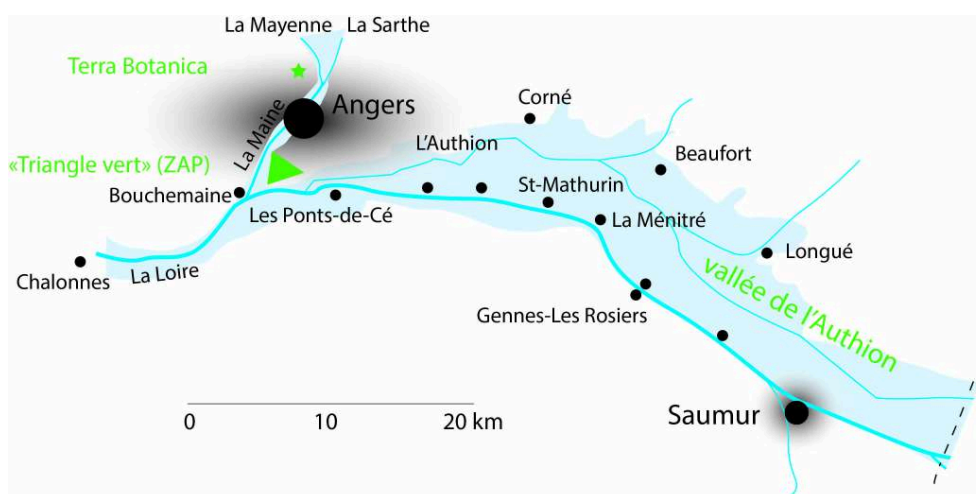 La Mayenne
La Sarthe
Terra Botanica
Angers
La Maine
Corné
L'Authion
Beaufort
«Triangle vert» (ZAP)
Bouchemaine
St-Mathurin
Les Ponts-de-Cé
La Ménitré
Longué
La Loire
Chalonnes
vallée de l'Authion
Gennes-Les Rosiers
Saumur
0 10 20 km